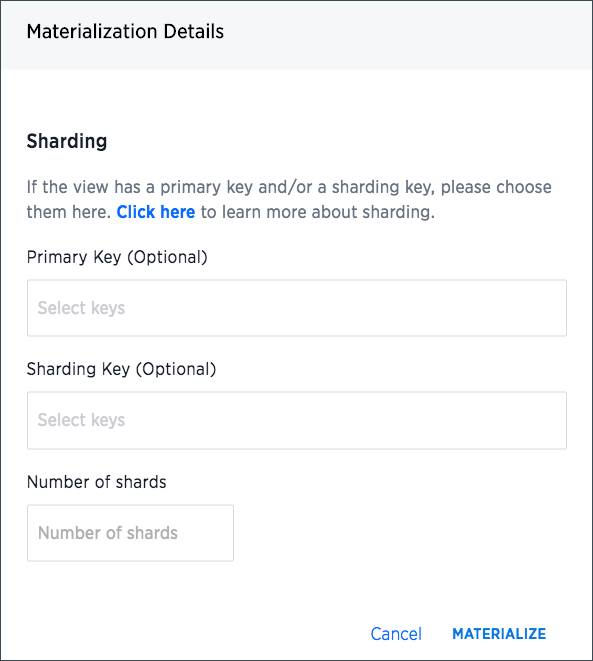 Materialization Details
Sharding
If the view has a primary key and/or a sharding key, please choose
them here. Click here to learn more about sharding.
Primary Key (Optional)
Select keys
Sharding Key (Optional)
Select keys
Number of shards
Number of shards
Cancel MATERIALIZE